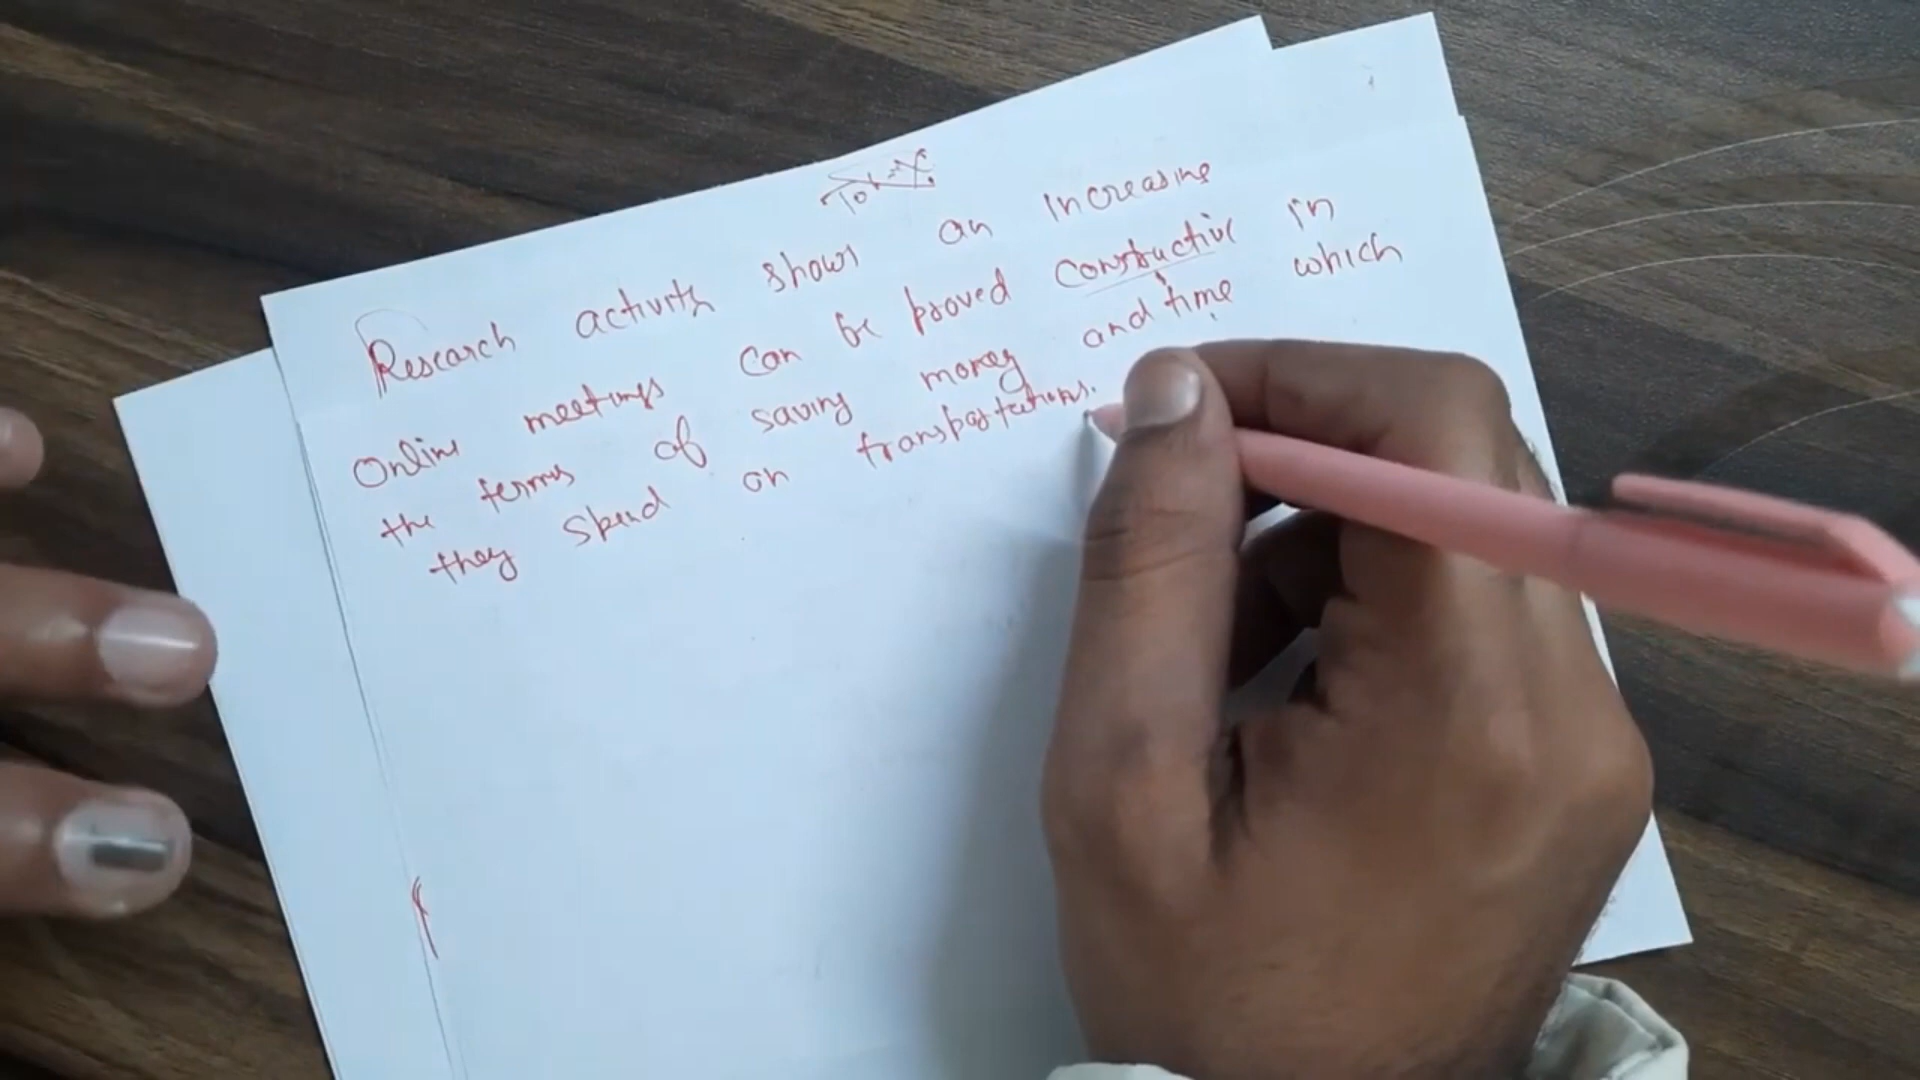 Research activity shows an increasing
Online meetings can be proved constructive in
the terms of saving money and time which
they spend on transportations.